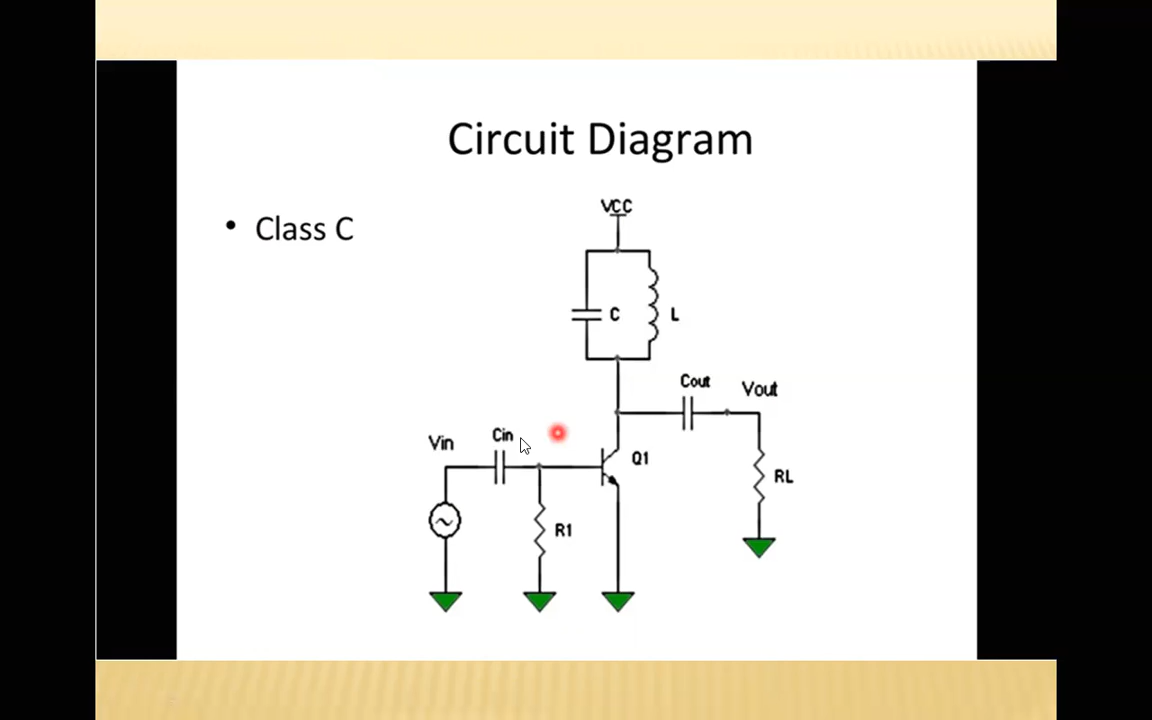 Circuit Diagram
• Class C
VCC
C
L
Cout
Vout
Vin
Cin
Q1
RL
R1